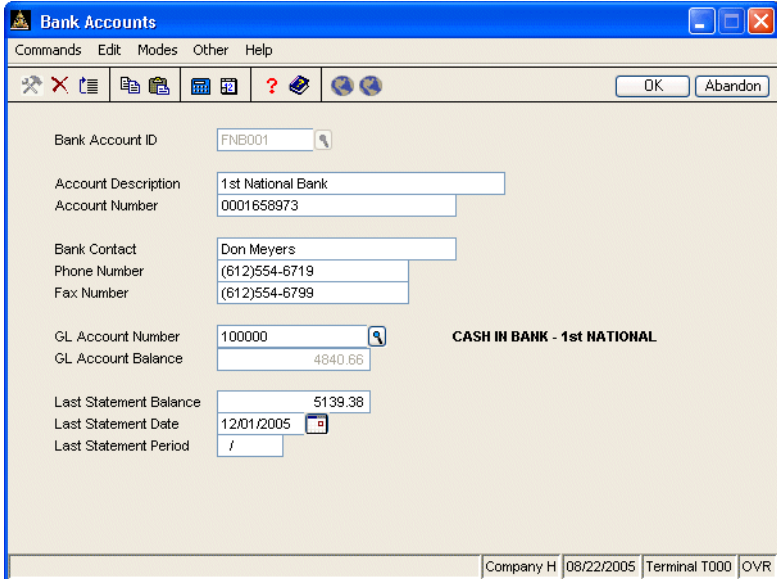 Bank Accounts
Commands Edit Modes Other Help
12 ? OK Abandon
Bank Account ID FNB001
Account Description 1st National Bank
Account Number 0001658973
Bank Contact Don Meyers
Phone Number (612)554-6719
Fax Number (612)554-6799
GL Account Number 100000 CASH IN BANK - 1st NATIONAL
GL Account Balance 4840.66
Last Statement Balance 5139.38
Last Statement Date 12/01/2005
Last Statement Period /
Company H 08/22/2005 Terminal T000 OVR